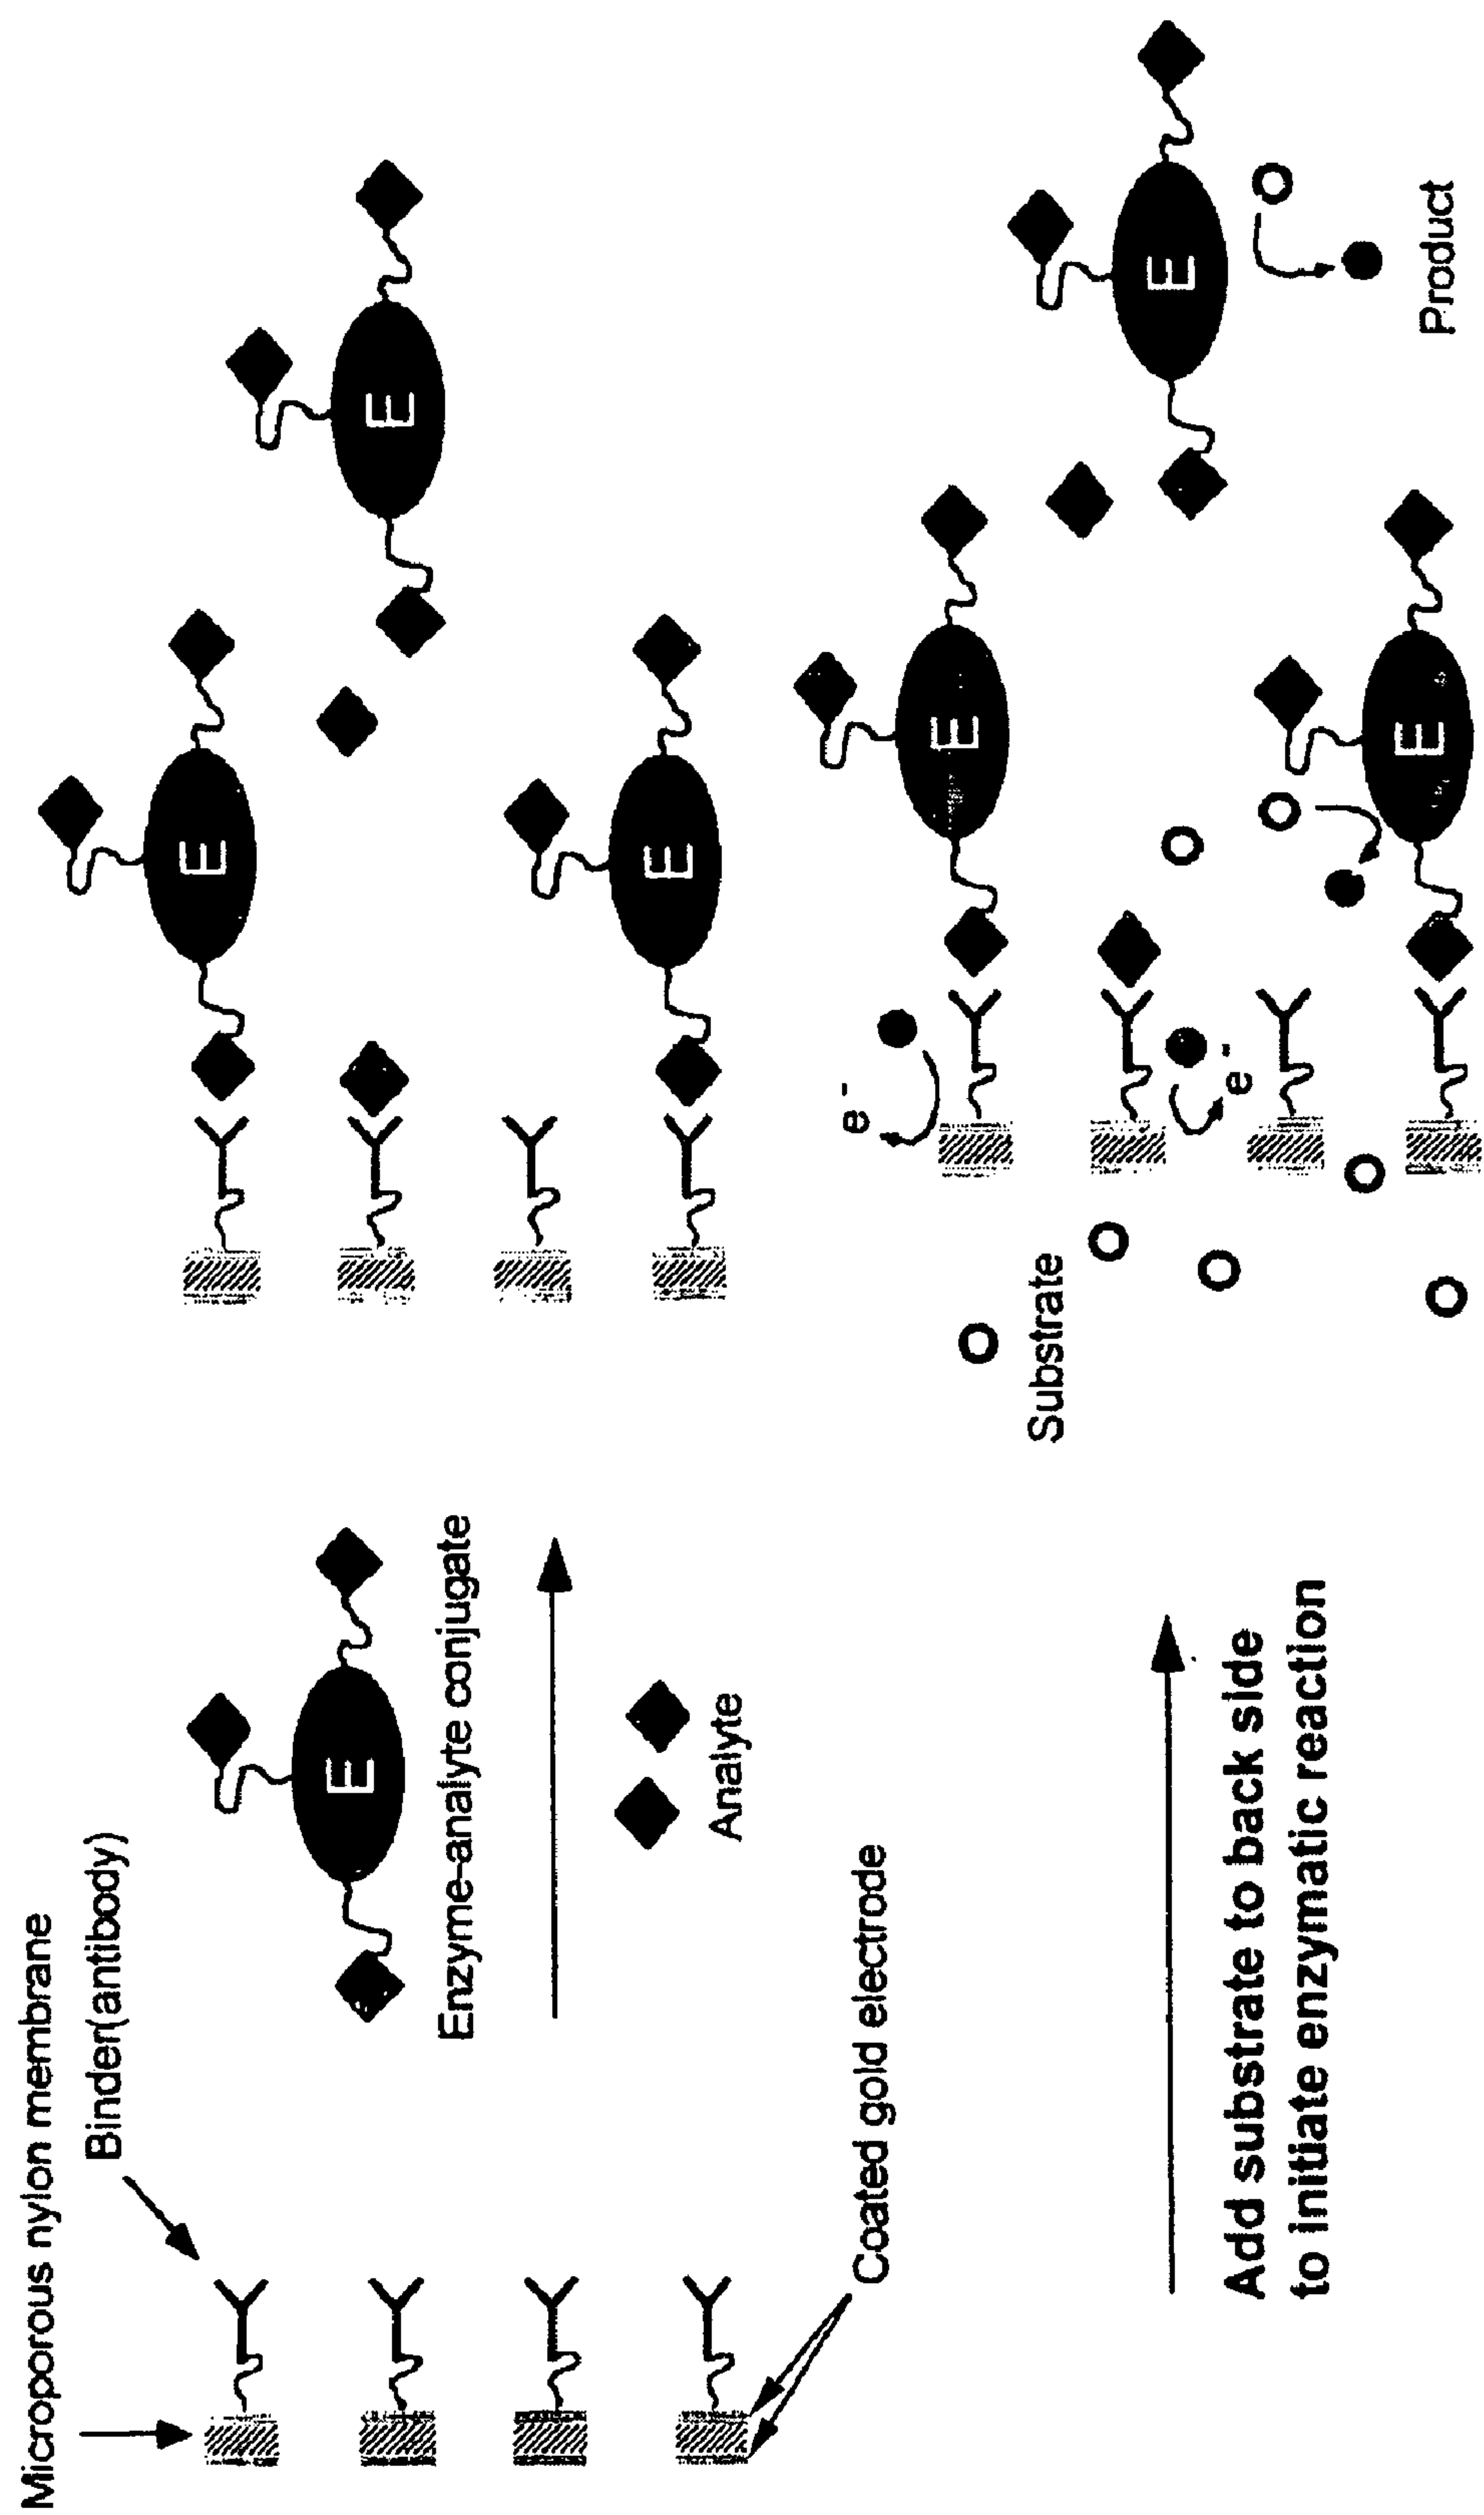 Microporous nylon membrane
Binder(antibody)
E
Enzyme-analyte conjugate
Analyte
Coated gold electrode
E
E
E
Add substrate to back side
to initiate enzymatic reaction
Substrate
e-
e-
E
E
E
Product